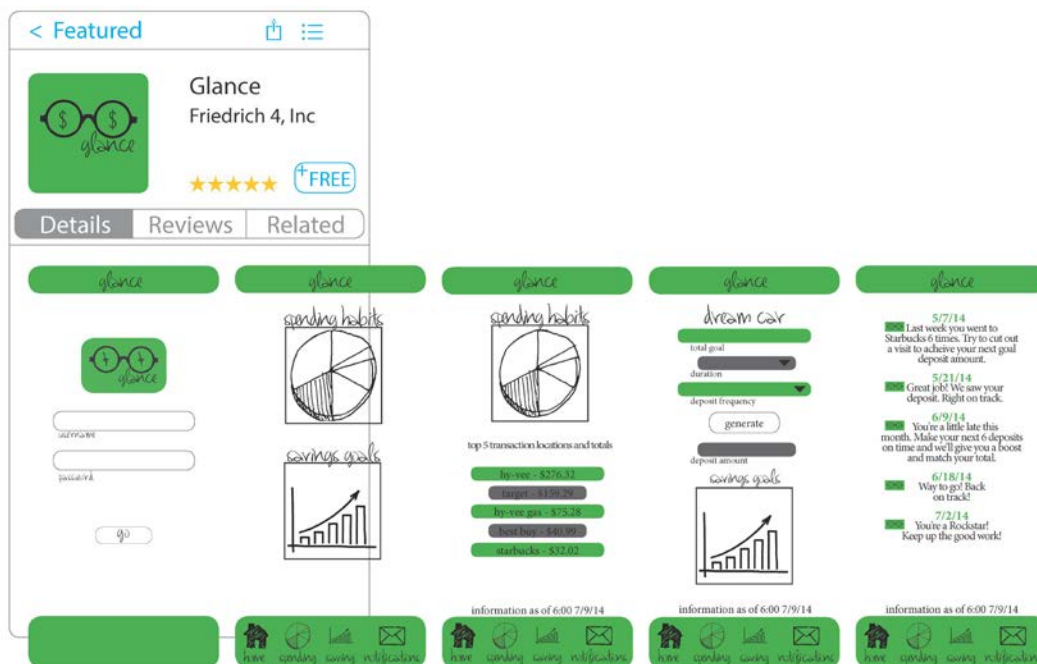 < Featured
Glance
Friedrich 4, Inc
glance
+FREE
Details
Reviews
Related
glance
glance
username
password
go
glance
spending habits
savings goals
home
spending
saving
notifications
glance
spending habits
top 5 transaction locations and totals
hy-vee - $276.32
target - $159.29
hy-vee gas - $75.28
best buy - $40.99
starbucks - $32.02
information as of 6:00 7/9/14
home
spending
saving
notifications
glance
dream car
total goal
duration
deposit frequency
generate
deposit amount
savings goals
information as of 6:00 7/9/14
home
spending
saving
notifications
glance
5/7/14
Last week you went to
Starbucks 6 times. Try to cut out
a visit to acheive your next goal
deposit amount.
5/21/14
Great job! We saw your
deposit. Right on track.
6/9/14
You're a little late this
month. Make your next 6 deposits
on time and we'll give you a boost
and match your total.
6/18/14
Way to go! Back
on track!
7/2/14
You're a Rockstar!
Keep up the good work!
information as of 6:00 7/9/14
home
spending
saving
notifications